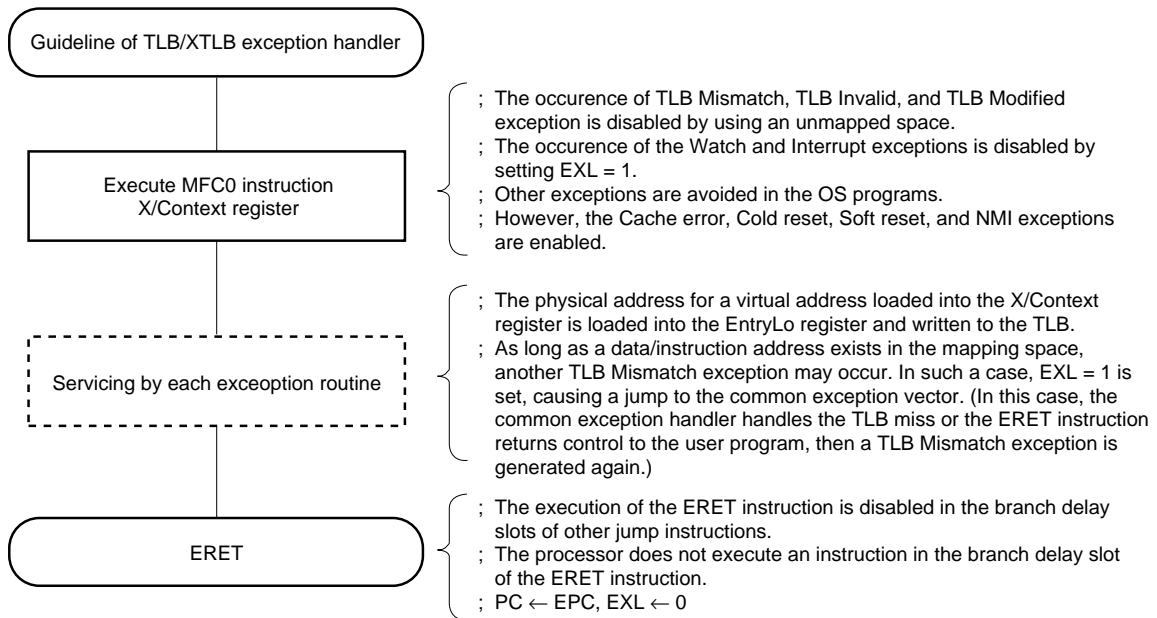 Guideline of TLB/XTLB exception handler
; The occurence of TLB Mismatch, TLB Invalid, and TLB Modified
exception is disabled by using an unmapped space.
; The occurence of the Watch and Interrupt exceptions is disabled by
setting EXL = 1.
; Other exceptions are avoided in the OS programs.
; However, the Cache error, Cold reset, Soft reset, and NMI exceptions
are enabled.
Execute MFC0 instruction
X/Context register
; The physical address for a virtual address loaded into the X/Context
register is loaded into the EntryLo register and written to the TLB.
; As long as a data/instruction address exists in the mapping space,
another TLB Mismatch exception may occur. In such a case, EXL = 1 is
set, causing a jump to the common exception vector. (In this case, the
common exception handler handles the TLB miss or the ERET instruction
returns control to the user program, then a TLB Mismatch exception is
generated again.)
Servicing by each exceoption routine
; The execution of the ERET instruction is disabled in the branch delay
slots of other jump instructions.
; The processor does not execute an instruction in the branch delay slot
of the ERET instruction.
; PC ← EPC, EXL ← 0
ERET